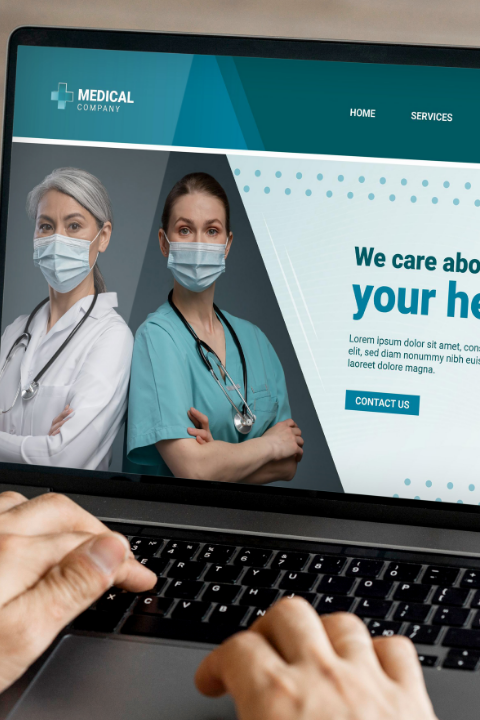 MEDICAL
COMPANY
HOME SERVICES
We care abo
your he
Lorem ipsum dolor sit amet, cons
elit, sed diam nonummy nibh euis
laoreet dolore magna.
CONTACT US